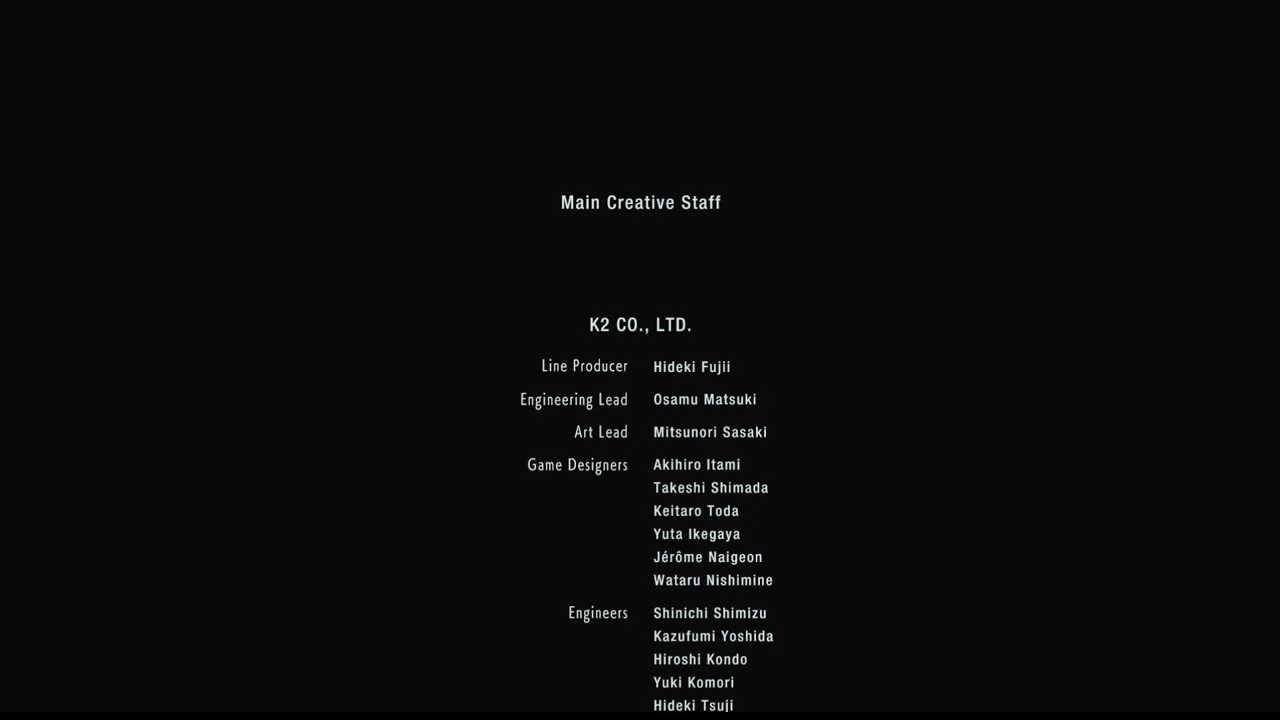 Main Creative Staff
K2 CO., LTD.
Line Producer Hideki Fujii
Engineering Lead Osamu Matsuki
Art Lead Mitsunori Sasaki
Game Designers Akihiro Itami
Takeshi Shimada
Keitaro Toda
Yuta Ikegaya
Jérôme Naigeon
Wataru Nishimine
Engineers Shinichi Shimizu
Kazufumi Yoshida
Hiroshi Kondo
Yuki Komori
Hideki Tsuji